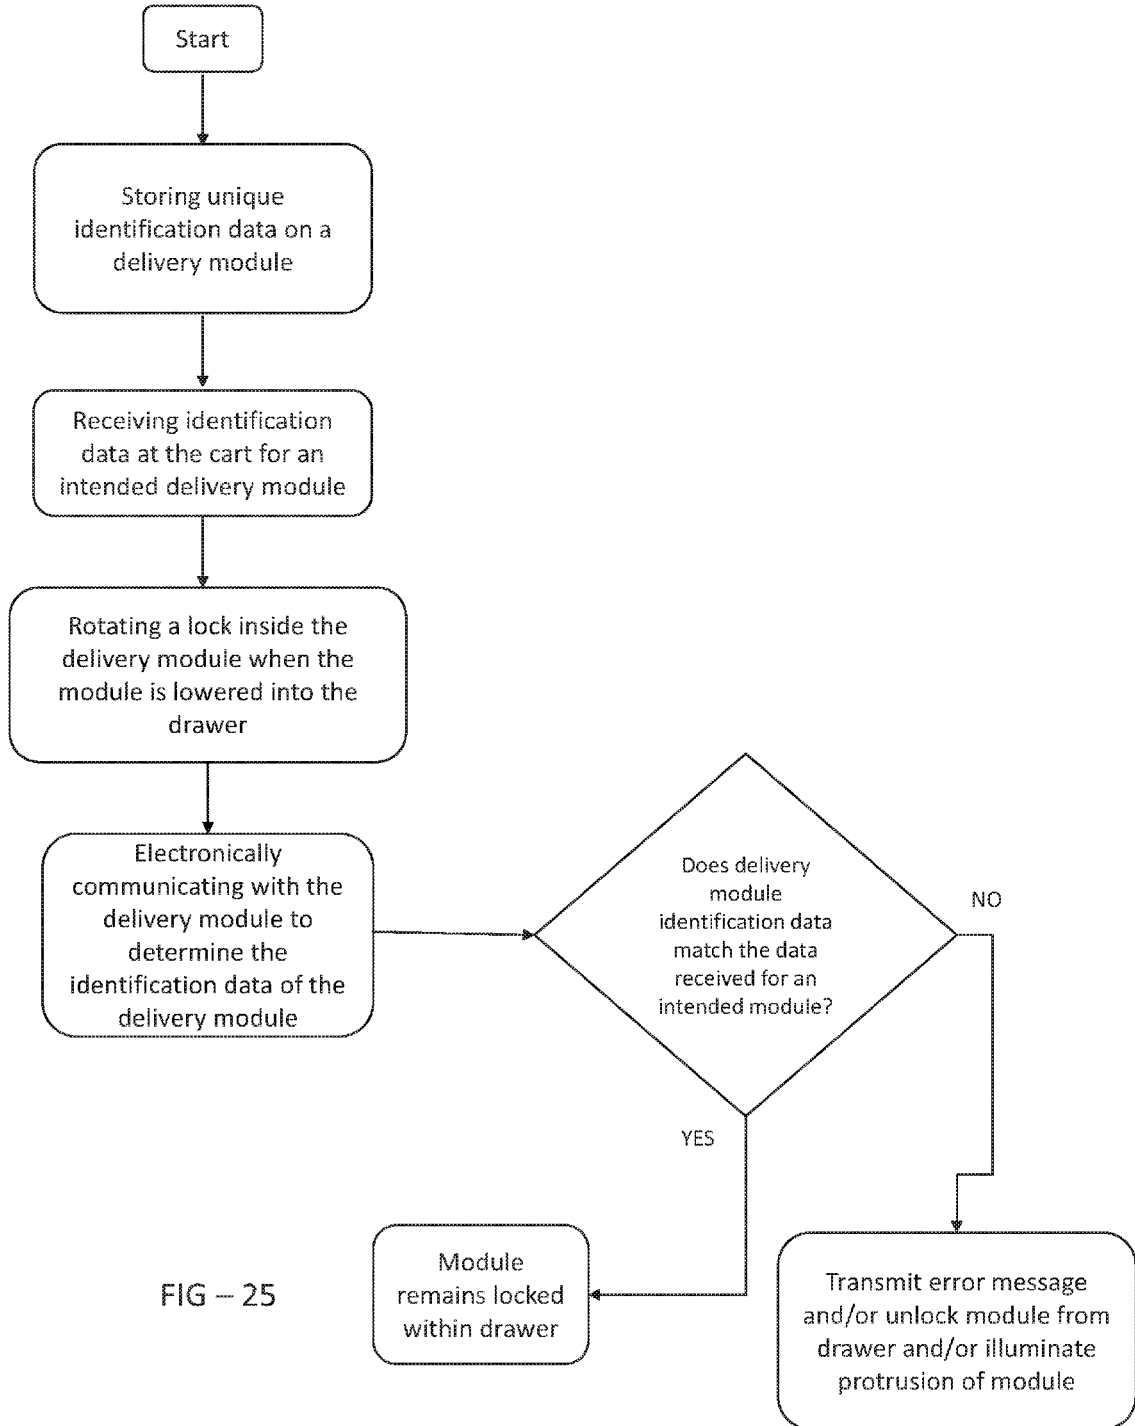 Start
Storing unique
identification data on a
delivery module
Receiving identification
data at the cart for an
intended delivery module
Rotating a lock inside the
delivery module when the
module is lowered into the
drawer
Electronically
communicating with the
delivery module to
determine the
identification data of the
delivery module
Does delivery
module
identification data
match the data
received for an
intended module?
NO
YES
Module
remains locked
within drawer
Transmit error message
and/or unlock module from
drawer and/or illuminate
protrusion of module
FIG – 25